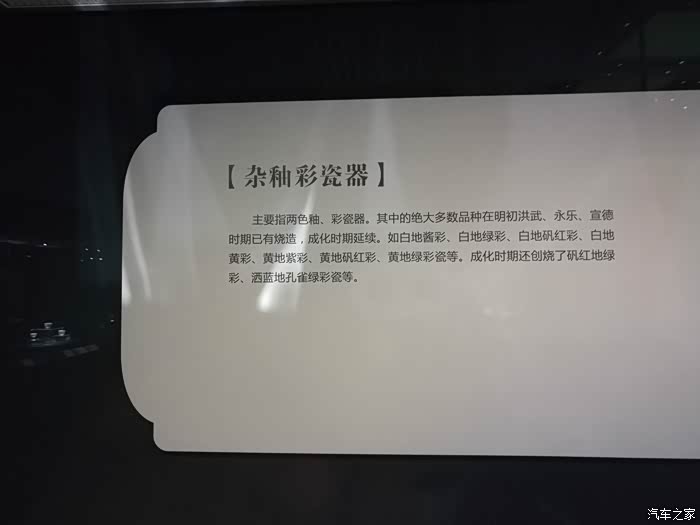 【杂釉彩瓷器】
主要指两色釉、彩瓷器。其中的绝大多数品种在明初洪武、永乐、宣德
时期已有烧造，成化时期延续。如白地酱彩、白地绿彩、白地矾红彩、白地
黄彩、黄地紫彩、黄地矾红彩、黄地绿彩瓷等。成化时期还创烧了矾红地绿
彩、洒蓝地孔雀绿彩瓷等。
汽车之家